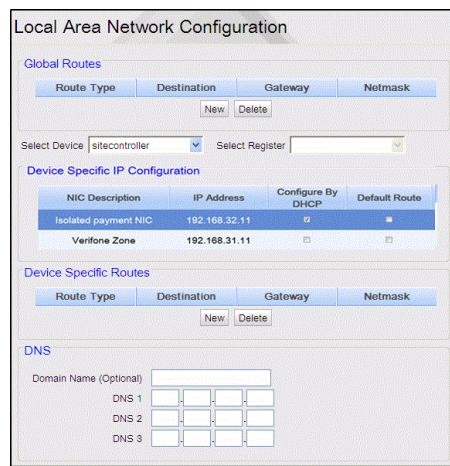 Local Area Network Configuration
Global Routes
Route Type Destination Gateway Netmask
New Delete
Select Device sitecontroller Select Register
Device Specific IP Configuration
NIC Description IP Address Configure By DHCP Default Route
Isolated payment NIC 192.168.32.11
Verifone Zone 192.168.31.11
Device Specific Routes
Route Type Destination Gateway Netmask
New Delete
DNS
Domain Name (Optional)
DNS 1 . . .
DNS 2 . . .
DNS 3 . . .